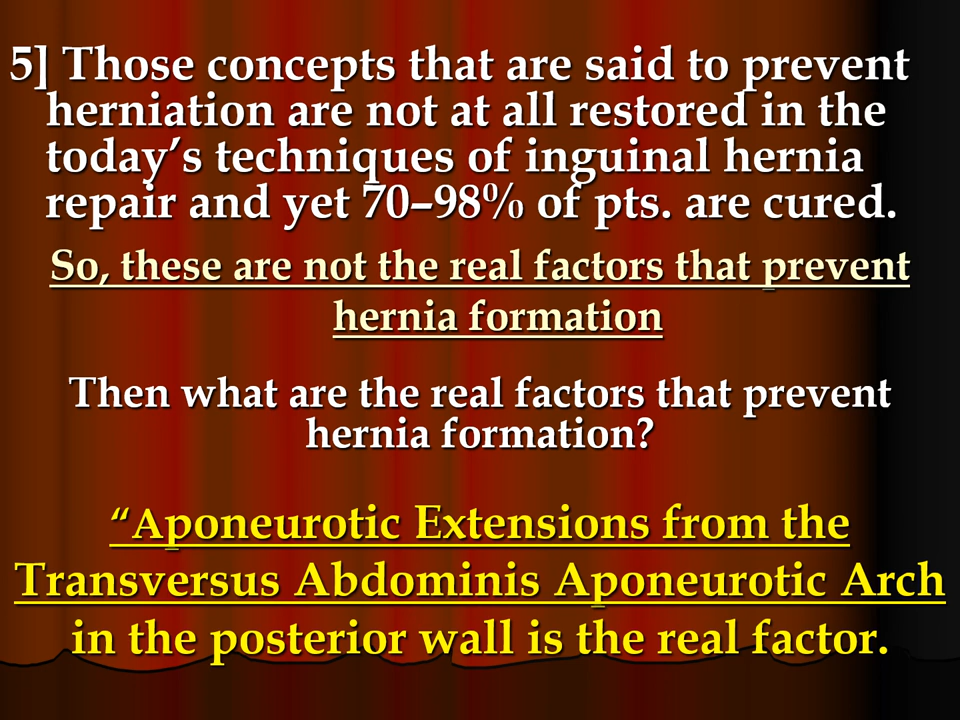 5] Those concepts that are said to prevent
herniation are not at all restored in the
today’s techniques of inguinal hernia
repair and yet 70–98% of pts. are cured.
So, these are not the real factors that prevent
hernia formation
Then what are the real factors that prevent
hernia formation?
“Aponeurotic Extensions from the
Transversus Abdominis Aponeurotic Arch
in the posterior wall is the real factor.